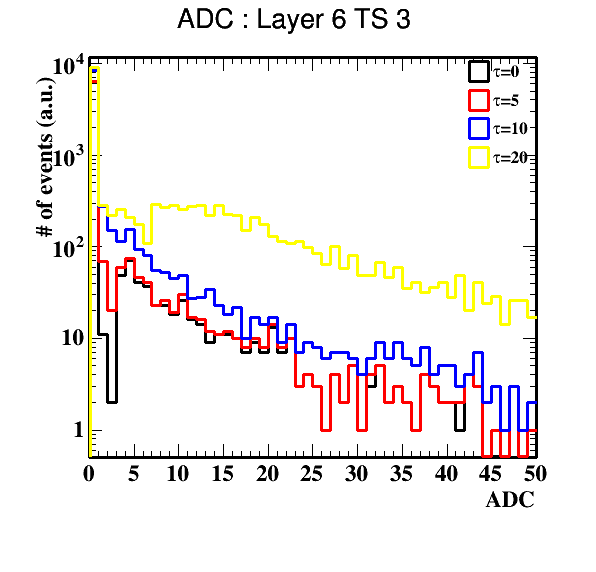 ADC : Layer 6 TS 3
# of events (a.u.)
10⁴
10³
10²
10
1
τ=0
τ=5
τ=10
τ=20
0 5 10 15 20 25 30 35 40 45 50
ADC